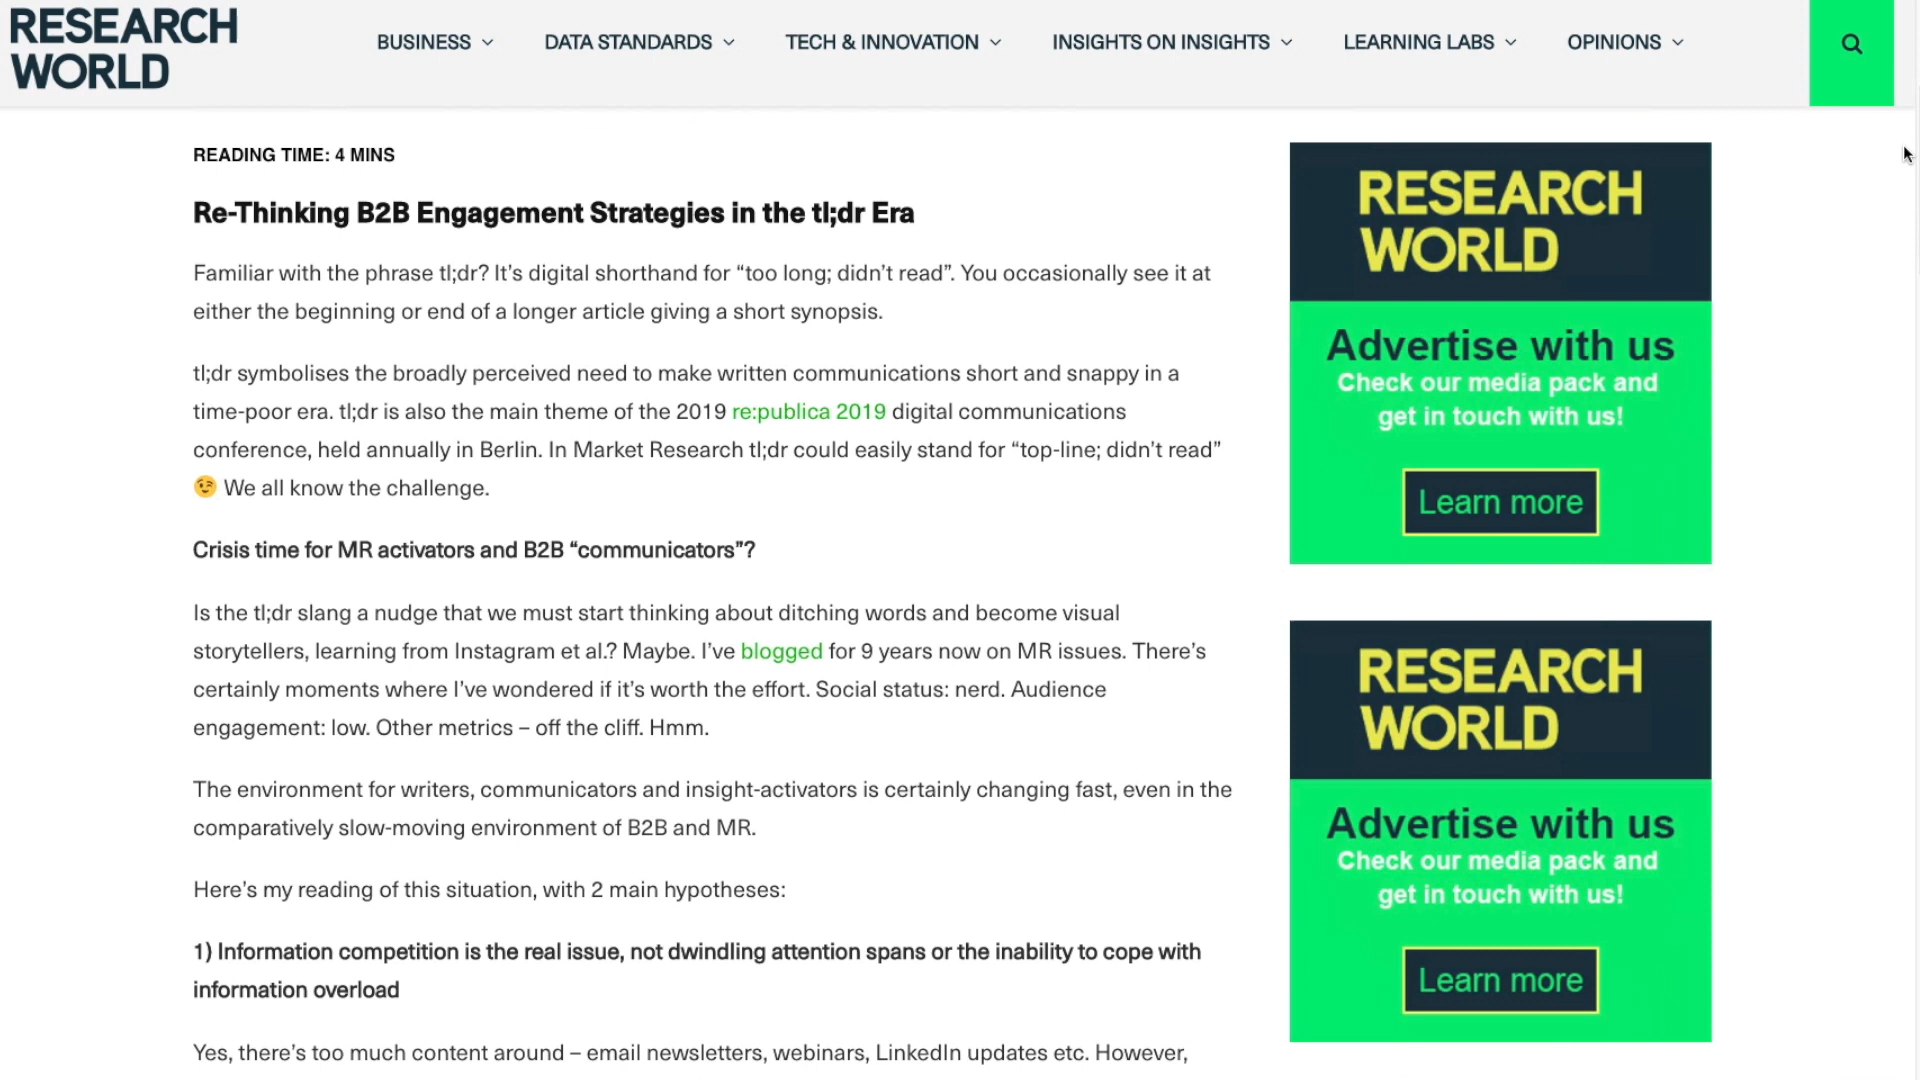 RESEARCH
WORLD
BUSINESS
DATA STANDARDS
TECH & INNOVATION
INSIGHTS ON INSIGHTS
LEARNING LABS
OPINIONS
READING TIME: 4 MINS
Re-Thinking B2B Engagement Strategies in the tl;dr Era
Familiar with the phrase tl;dr? It’s digital shorthand for “too long; didn’t read”. You occasionally see it at
either the beginning or end of a longer article giving a short synopsis.
tl;dr symbolises the broadly perceived need to make written communications short and snappy in a
time-poor era. tl;dr is also the main theme of the 2019 re:publica 2019 digital communications
conference, held annually in Berlin. In Market Research tl;dr could easily stand for “top-line; didn’t read”
😉 We all know the challenge.
Crisis time for MR activators and B2B “communicators”?
Is the tl;dr slang a nudge that we must start thinking about ditching words and become visual
storytellers, learning from Instagram et al.? Maybe. I’ve blogged for 9 years now on MR issues. There’s
certainly moments where I’ve wondered if it’s worth the effort. Social status: nerd. Audience
engagement: low. Other metrics – off the cliff. Hmm.
The environment for writers, communicators and insight-activators is certainly changing fast, even in the
comparatively slow-moving environment of B2B and MR.
Here’s my reading of this situation, with 2 main hypotheses:
1) Information competition is the real issue, not dwindling attention spans or the inability to cope with
information overload
Yes, there’s too much content around – email newsletters, webinars, LinkedIn updates etc. However,
RESEARCH
WORLD
Advertise with us
Check our media pack and
get in touch with us!
Learn more
RESEARCH
WORLD
Advertise with us
Check our media pack and
get in touch with us!
Learn more